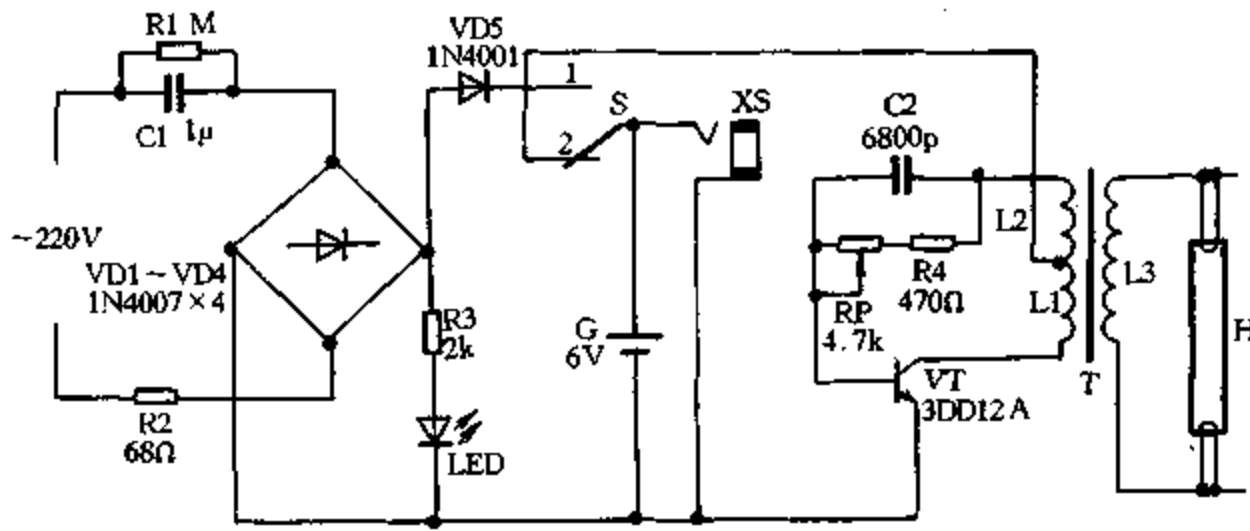 R1 M
C1 1μ
~220V
VD1～VD4
1N4007×4
R2
68Ω
VD5
1N4001
1
2
S
XS
R3
2k
LED
G
6V
C2
6800p
RP
4.7k
R4
470Ω
VT
3DD12A
L2
L1
T
L3
H